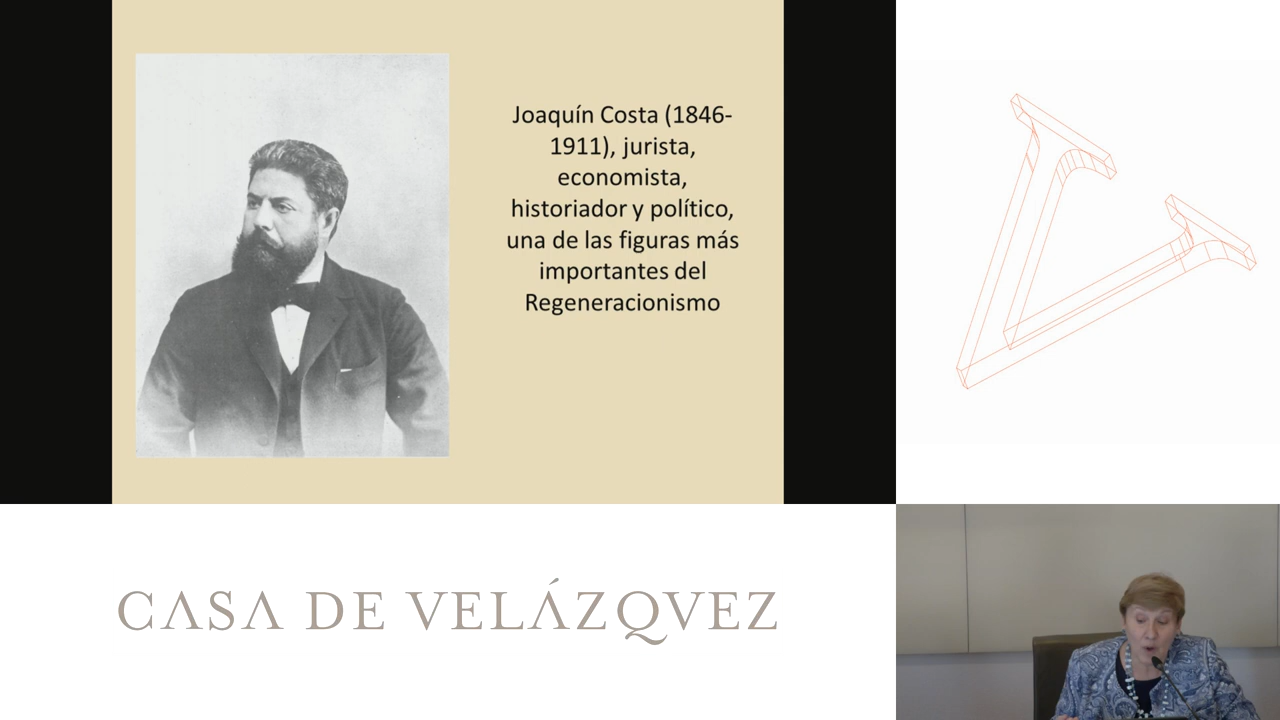 Joaquín Costa (1846-
1911), jurista,
economista,
historiador y político,
una de las figuras más
importantes del
Regeneracionismo
CASA DE VELÁZQVEZ